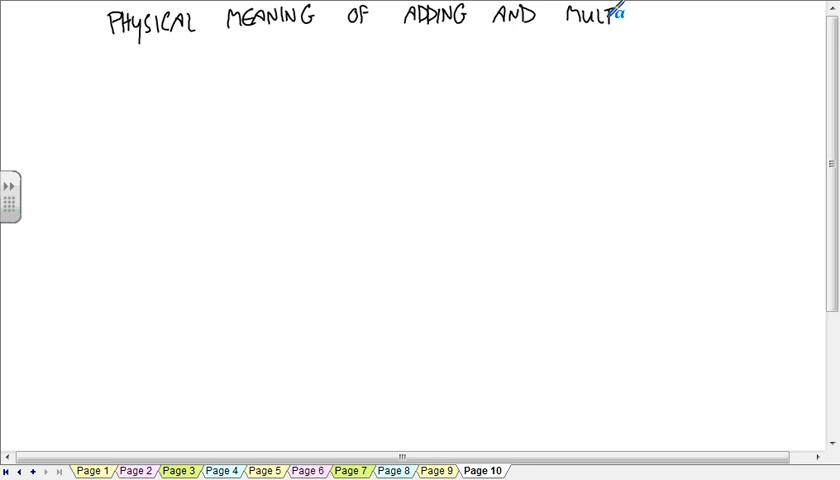 PHYSICAL MEANING OF ADDING AND MULT
Page 1 Page 2 Page 3 Page 4 Page 5 Page 6 Page 7 Page 8 Page 9 Page 10